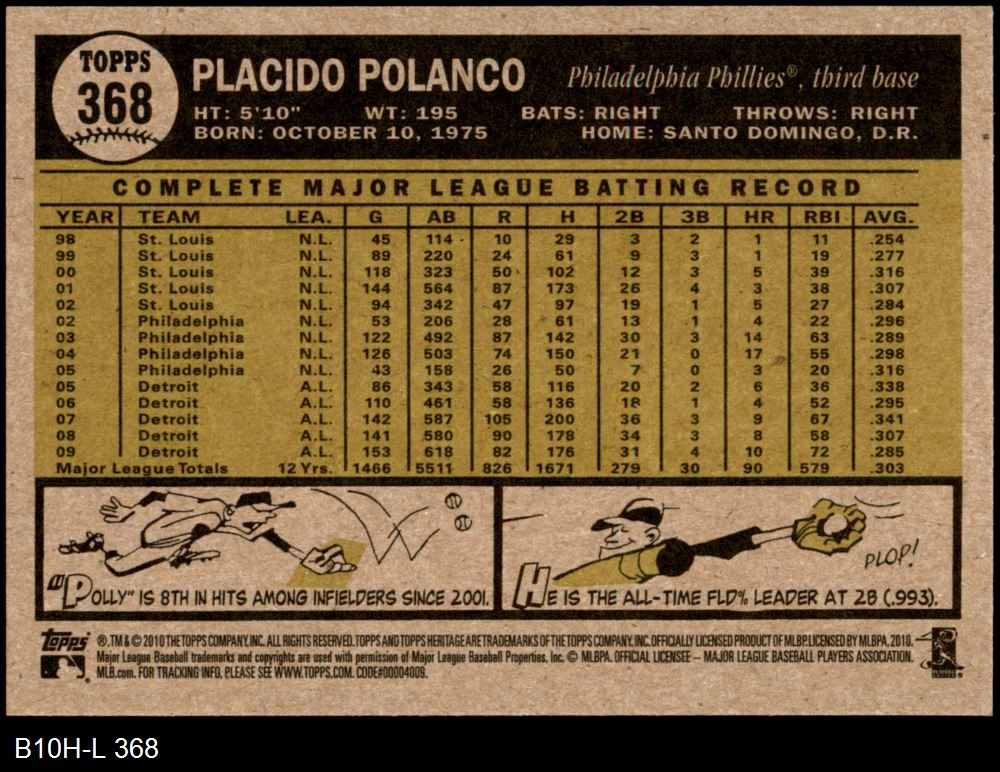 TOPPS
368
PLACIDO POLANCO
Philadelphia Phillies®, third base
HT: 5'10" WT: 195 BATS: RIGHT THROWS: RIGHT
BORN: OCTOBER 10, 1975 HOME: SANTO DOMINGO, D.R.
COMPLETE MAJOR LEAGUE BATTING RECORD
YEAR TEAM LEA. G AB R H 2B 3B HR RBI AVG.
98 St. Louis N.L. 45 114 10 29 3 2 1 11 .254
99 St. Louis N.L. 89 220 24 61 9 3 1 19 .277
00 St. Louis N.L. 118 323 50 102 12 3 5 39 .316
01 St. Louis N.L. 144 564 87 173 26 4 3 38 .307
02 St. Louis N.L. 94 342 47 97 19 1 5 27 .284
02 Philadelphia N.L. 53 206 28 61 13 1 4 22 .296
03 Philadelphia N.L. 122 492 87 142 30 3 14 63 .289
04 Philadelphia N.L. 126 503 74 150 21 0 17 55 .298
05 Philadelphia N.L. 43 158 26 50 7 0 3 20 .316
05 Detroit A.L. 86 343 58 116 20 2 6 36 .338
06 Detroit A.L. 110 461 58 136 18 1 4 52 .295
07 Detroit A.L. 142 587 105 200 36 3 9 67 .341
08 Detroit A.L. 141 580 90 178 34 3 8 58 .307
09 Detroit A.L. 153 618 82 176 31 4 10 72 .285
Major League Totals 12 Yrs. 1466 5511 826 1671 279 30 90 579 .303
"POLLY" IS 8TH IN HITS AMONG INFIELDERS SINCE 2001.
PLOP!
HE IS THE ALL-TIME FLD% LEADER AT 2B (.993).
Topps ®, TM & © 2010 THE TOPPS COMPANY, INC. ALL RIGHTS RESERVED. TOPPS AND TOPPS HERITAGE ARE TRADEMARKS OF THE TOPPS COMPANY, INC. OFFICIALLY LICENSED PRODUCT OF MLBP. LICENSED BY MLBPA, 2010.
Major League Baseball trademarks and copyrights are used with permission of Major League Baseball Properties, Inc. © MLBPA. OFFICIAL LICENSEE – MAJOR LEAGUE BASEBALL PLAYERS ASSOCIATION.
MLB.com. FOR TRACKING INFO, PLEASE SEE WWW.TOPPS.COM. CODE#00004009.
B10H-L 368